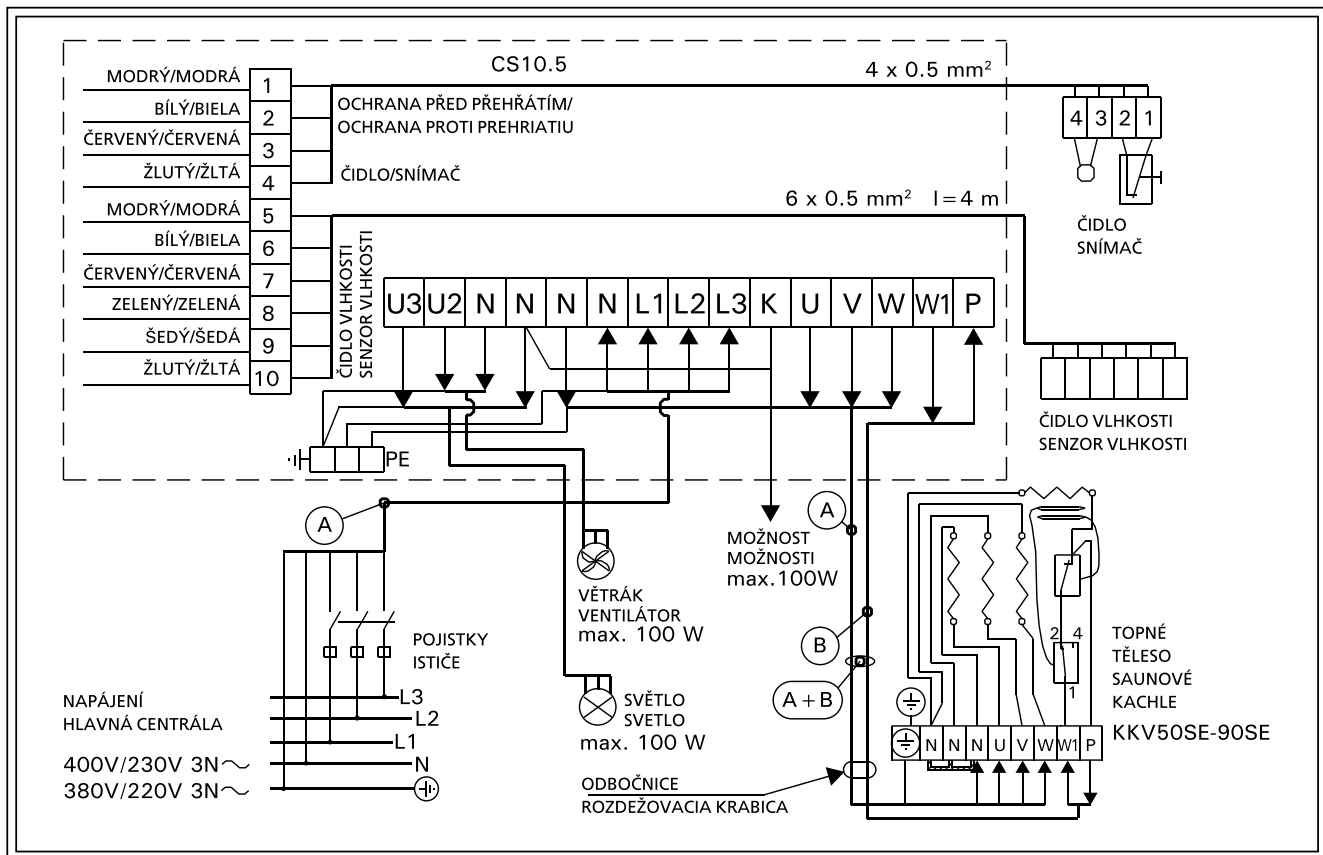 CS10.5
4 x 0.5 mm²
MODRÝ/MODRÁ 1
BÍLÝ/BIELA 2
ČERVENÝ/ČERVENÁ 3
ŽLUTÝ/ŽLTÁ 4
MODRÝ/MODRÁ 5
BÍLÝ/BIELA 6
ČERVENÝ/ČERVENÁ 7
ZELENÝ/ZELENÁ 8
ŠEDÝ/ŠEDÁ 9
ŽLUTÝ/ŽLTÁ 10
OCHRANA PŘED PŘEHŘÁTÍM/
OCHRANA PROTI PREHRIATIU
ČIDLO/SNÍMAČ
4 3 2 1
ČIDLO
SNÍMAČ
6 x 0.5 mm² l=4 m
ČIDLO VLHKOSTI
SENZOR VLHKOSTI
U3 U2 N N N N L1 L2 L3 K U V W W1 P
ČIDLO VLHKOSTI
SENZOR VLHKOSTI
PE
A
A
MOŽNOST
MOŽNOSTI
max.100W
VĚTRÁK
VENTILÁTOR
max. 100 W
B
A+B
POJISTKY
ISTIČE
2 4
1
TOPNÉ
TĚLESO
SAUNOVÉ
KACHLE
KKV50SE-90SE
N N N U V W W1 P
NAPÁJENÍ
HLAVNÁ CENTRÁLA
L3
L2
L1
N
400V/230V 3N~
380V/220V 3N~
SVĚTLO
SVETLO
max. 100 W
ODBOČNICE
ROZDEŽOVACIA KRABICA